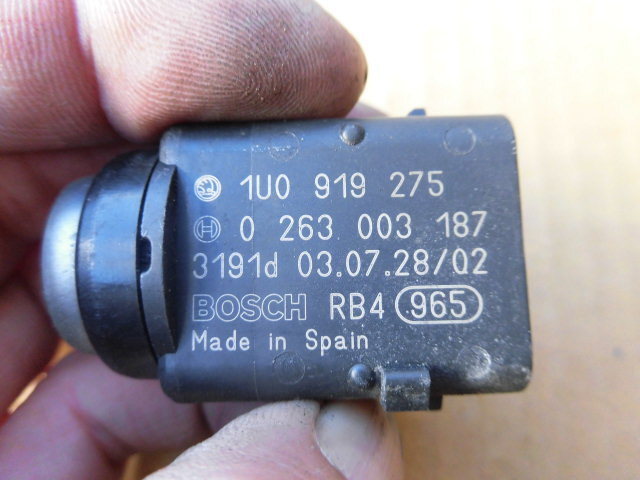 1U0 919 275
0 263 003 187
3191d 03.07.28/02
BOSCH RB4 965
Made in Spain